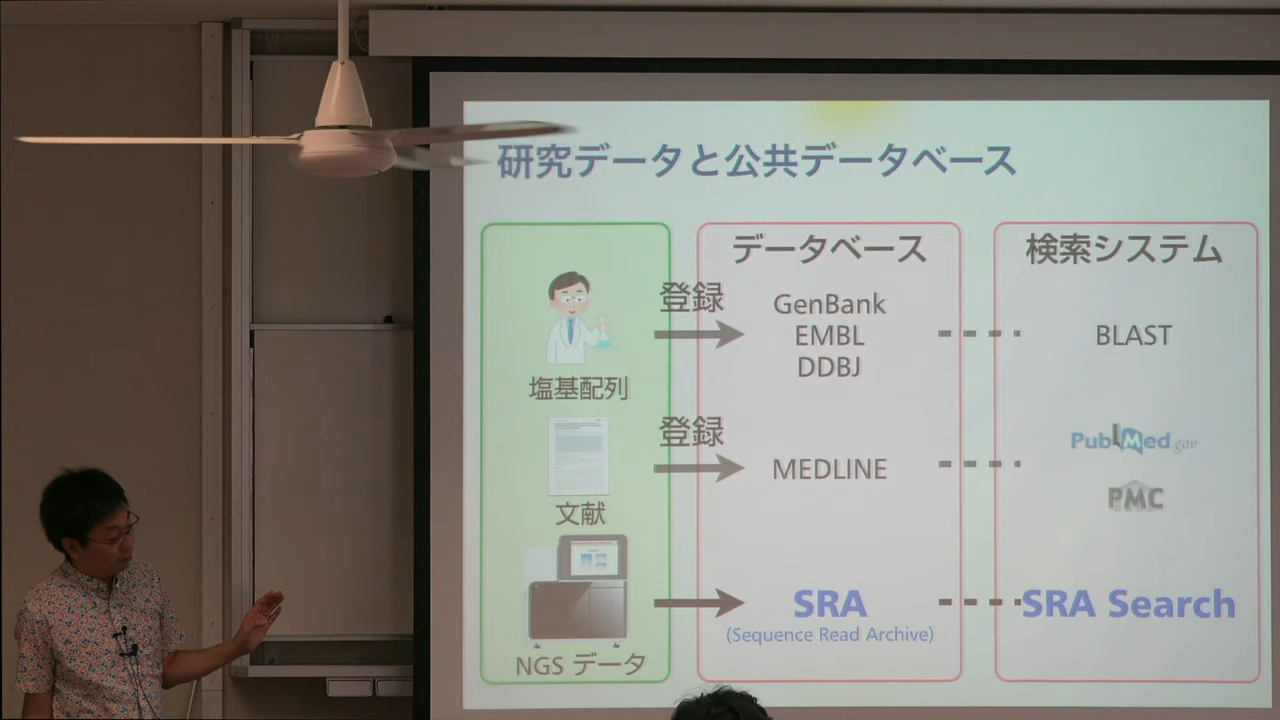 研究データと公共データベース
データベース
検索システム
登録
GenBank
EMBL
DDBJ
BLAST
塩基配列
登録
MEDLINE
PubMed.gov
PMC
文献
SRA
(Sequence Read Archive)
SRA Search
NGS データ